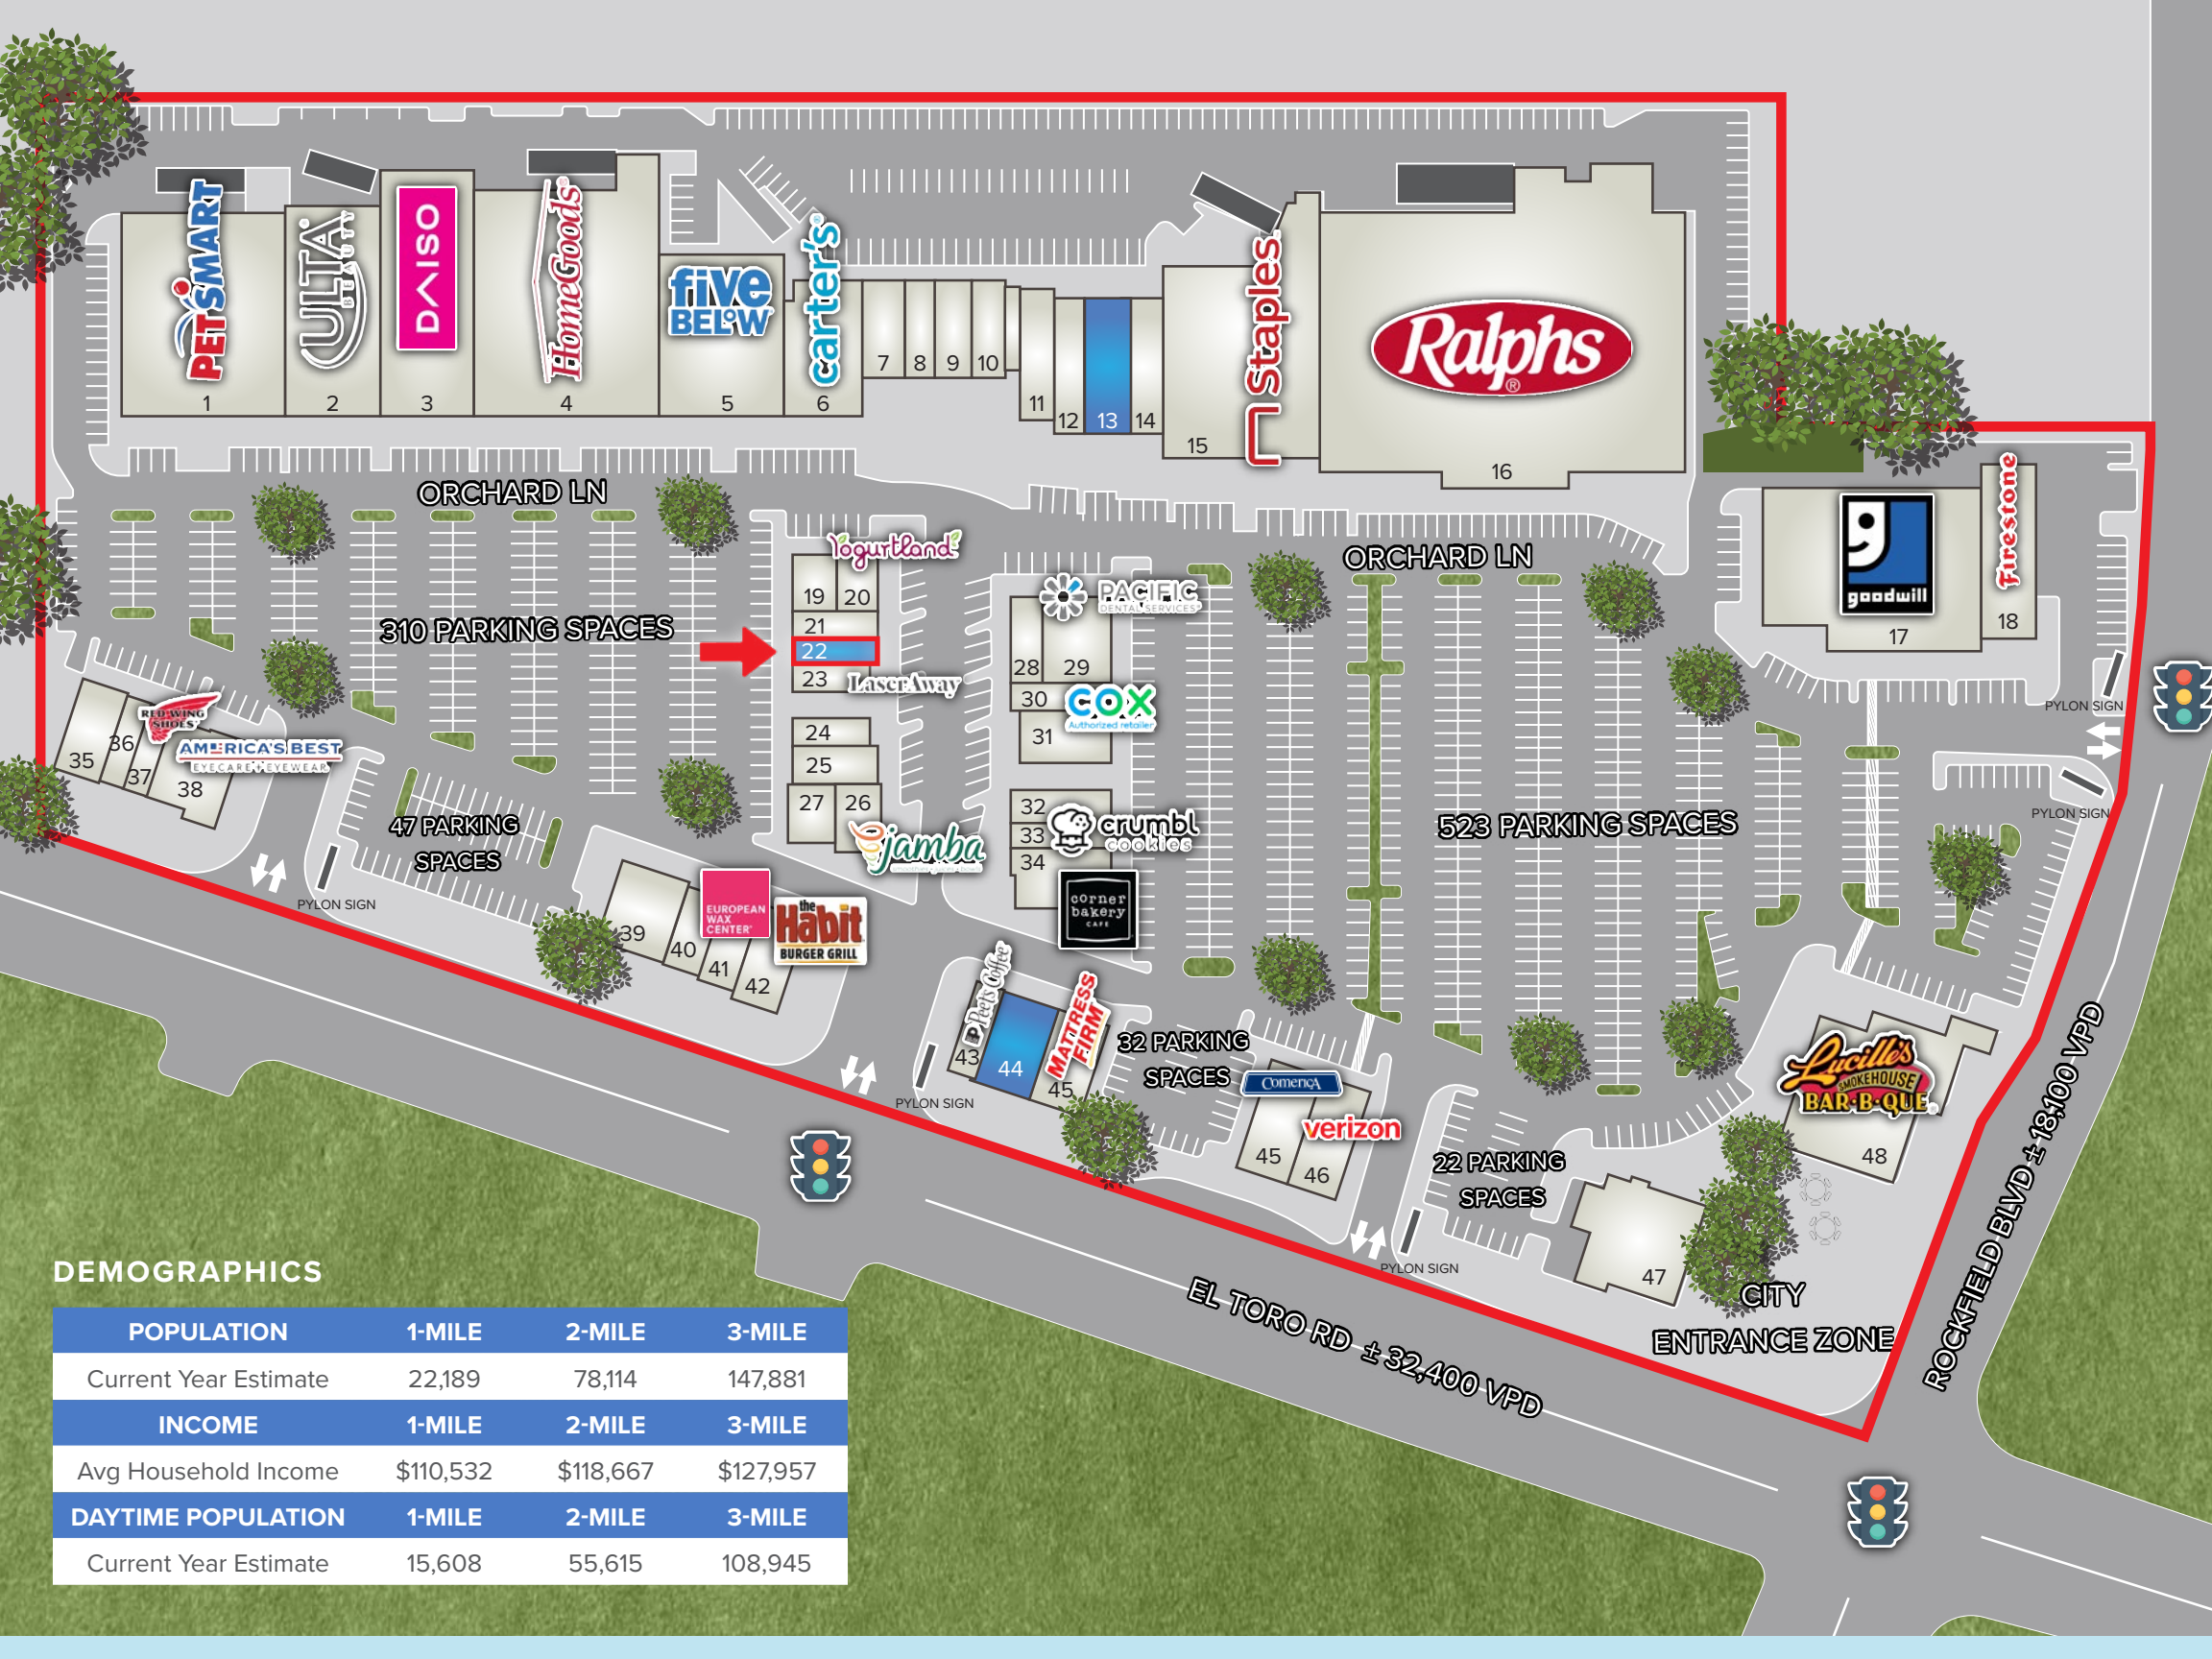 PETSMART
ULTA
BEAUTY
DAISO
HomeGoods
five
BELOW
carter's
Staples
Ralphs
®
1
2
3
4
5
6
7
8
9
10
11
12
13
14
15
16
ORCHARD LN
ORCHARD LN
goodwill
17
Firestone
18
Yogurtland
19
20
21
22
23
LaserAway
24
25
27
26
jamba
310 PARKING SPACES
PACIFIC
DENTAL SERVICES
28
29
30
COX
Authorized retailer
31
32
33
34
crumbl
cookies
corner
bakery
CAFE
523 PARKING SPACES
PYLON SIGN
PYLON SIGN
RED WING
SHOES
AMERICA'S BEST
EYECARE + EYEWEAR
35
36
37
38
47 PARKING
SPACES
PYLON SIGN
EUROPEAN
WAX
CENTER
the
Habit
BURGER GRILL
39
40
41
42
Peet's Coffee
MATTRESS
FIRM
43
44
45
PYLON SIGN
32 PARKING
SPACES
Comerica
verizon
45
46
22 PARKING
SPACES
PYLON SIGN
Lucille's
SMOKEHOUSE
BAR·B·QUE
48
47
CITY
ENTRANCE ZONE
EL TORO RD ± 32,400 VPD
ROCKFIELD BLVD ± 18,100 VPD
DEMOGRAPHICS
POPULATION 1-MILE 2-MILE 3-MILE
Current Year Estimate 22,189 78,114 147,881
INCOME 1-MILE 2-MILE 3-MILE
Avg Household Income $110,532 $118,667 $127,957
DAYTIME POPULATION 1-MILE 2-MILE 3-MILE
Current Year Estimate 15,608 55,615 108,945